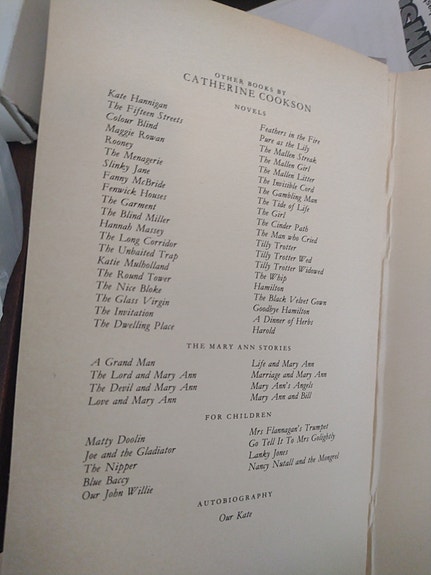 OTHER BOOKS BY
CATHERINE COOKSON
NOVELS
Kate Hannigan
The Fifteen Streets
Colour Blind
Maggie Rowan
Rooney
The Menagerie
Slinky Jane
Fanny McBride
Fenwick Houses
The Garment
The Blind Miller
Hannah Massey
The Long Corridor
The Unbaited Trap
Katie Mulholland
The Round Tower
The Nice Bloke
The Glass Virgin
The Invitation
The Dwelling Place
Feathers in the Fire
Pure as the Lily
The Mallen Streak
The Mallen Girl
The Mallen Litter
The Invisible Cord
The Gambling Man
The Tide of Life
The Girl
The Cinder Path
The Man who Cried
Tilly Trotter
Tilly Trotter Wed
Tilly Trotter Widowed
The Whip
Hamilton
The Black Velvet Gown
Goodbye Hamilton
A Dinner of Herbs
Harold
THE MARY ANN STORIES
A Grand Man
The Lord and Mary Ann
The Devil and Mary Ann
Love and Mary Ann
Life and Mary Ann
Marriage and Mary Ann
Mary Ann's Angels
Mary Ann and Bill
FOR CHILDREN
Matty Doolin
Joe and the Gladiator
The Nipper
Blue Baccy
Our John Willie
Mrs Flannagan's Trumpet
Go Tell It To Mrs Golightly
Lanky Jones
Nancy Nutall and the Mongrel
AUTOBIOGRAPHY
Our Kate